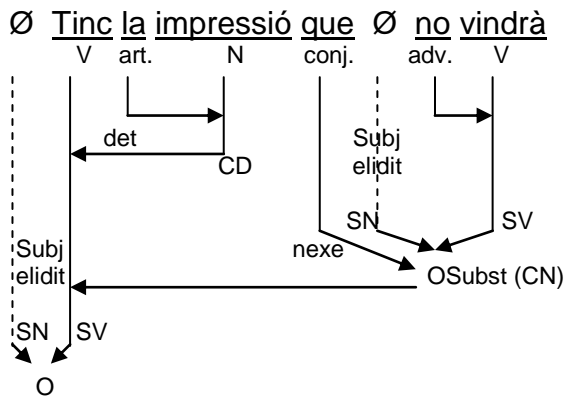 Ø Tinc la impressió que Ø no vindrà
V art. N conj. adv. V
det
CD
Subj
elidit
SN
SV
nexe
OSubst (CN)
Subj
elidit
SN
SV
O